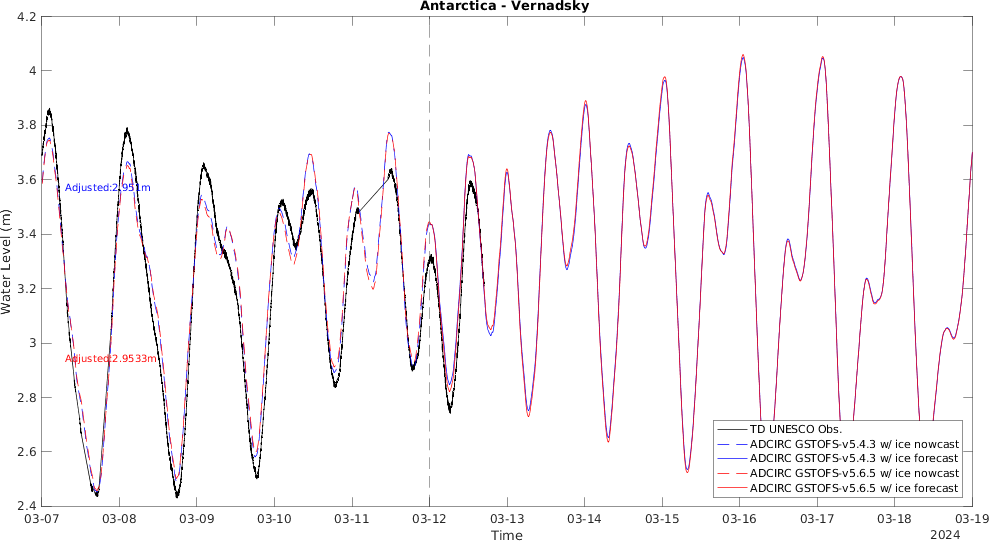 Antarctica - Vernadsky
4.2
4
3.8
3.6
3.4
3.2
3
2.8
2.6
2.4
Water Level (m)
Adjusted:2.951m
Adjusted:2.9533m
TD UNESCO Obs.
ADCIRC GSTOFS-v5.4.3 w/ ice nowcast
ADCIRC GSTOFS-v5.4.3 w/ ice forecast
ADCIRC GSTOFS-v5.6.5 w/ ice nowcast
ADCIRC GSTOFS-v5.6.5 w/ ice forecast
03-07 03-08 03-09 03-10 03-11 03-12 03-13 03-14 03-15 03-16 03-17 03-18 03-19
Time
2024